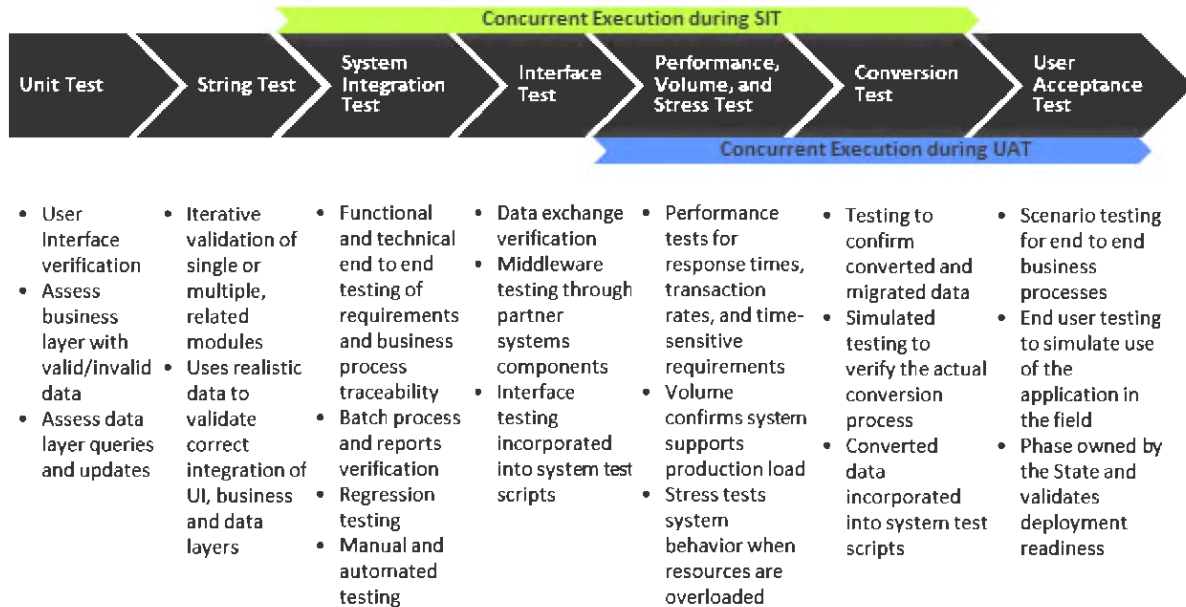 Concurrent Execution during SIT
Unit Test
String Test
System
Integration
Test
Interface
Test
Performance,
Volume, and
Stress Test
Conversion
Test
User
Acceptance
Test
Concurrent Execution during UAT
• User
Interface
verification
• Assess
business
layer with
valid/invalid
data
• Assess data
layer queries
and updates
• Iterative
validation of
single or
multiple,
related
modules
• Uses realistic
data to
validate
correct
integration of
UI, business
and data
layers
• Functional
and technical
end to end
testing of
requirements
and business
process
traceability
• Batch process
and reports
verification
• Regression
testing
• Manual and
automated
testing
• Data exchange
verification
• Middleware
testing through
partner
systems
components
• Interface
testing
incorporated
into system test
scripts
• Performance
tests for
response times,
transaction
rates, and time-
sensitive
requirements
• Volume
confirms system
supports
production load
• Stress tests
system
behavior when
resources are
overloaded
• Testing to
confirm
converted and
migrated data
• Simulated
testing to
verify the actual
conversion
process
• Converted
data
incorporated
into system test
scripts
• Scenario testing
for end to end
business
processes
• End user testing
to simulate use
of the
application in
the field
• Phase owned by
the State and
validates
deployment
readiness